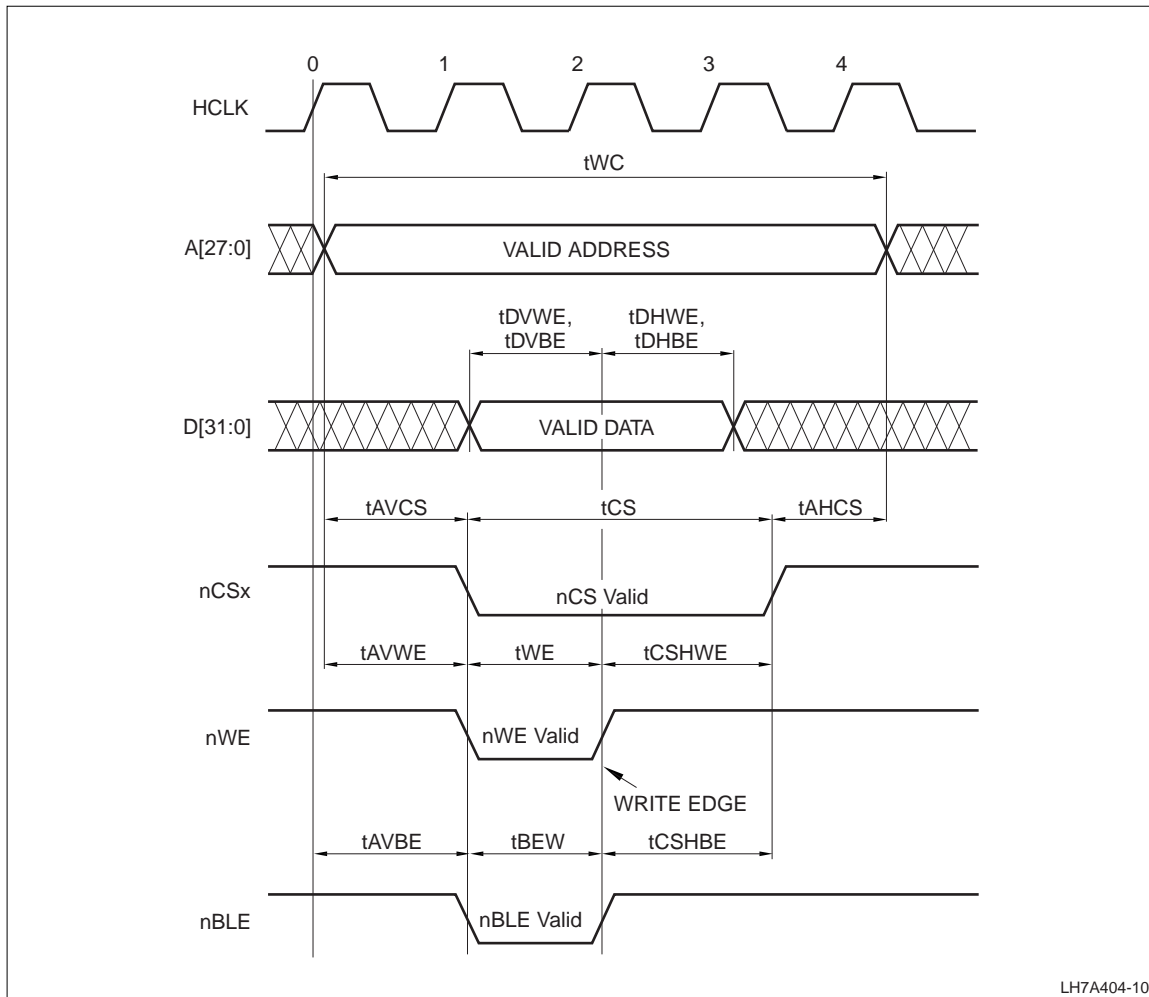 0 1 2 3 4
HCLK
tWC
A[27:0]
VALID ADDRESS
tDVWE,
tDVBE
tDHWE,
tDHBE
D[31:0]
VALID DATA
tAVCS tCS tAHCS
nCSx
nCS Valid
tAVWE tWE tCSHWE
nWE
nWE Valid
WRITE EDGE
tAVBE tBEW tCSHBE
nBLE
nBLE Valid
LH7A404-10